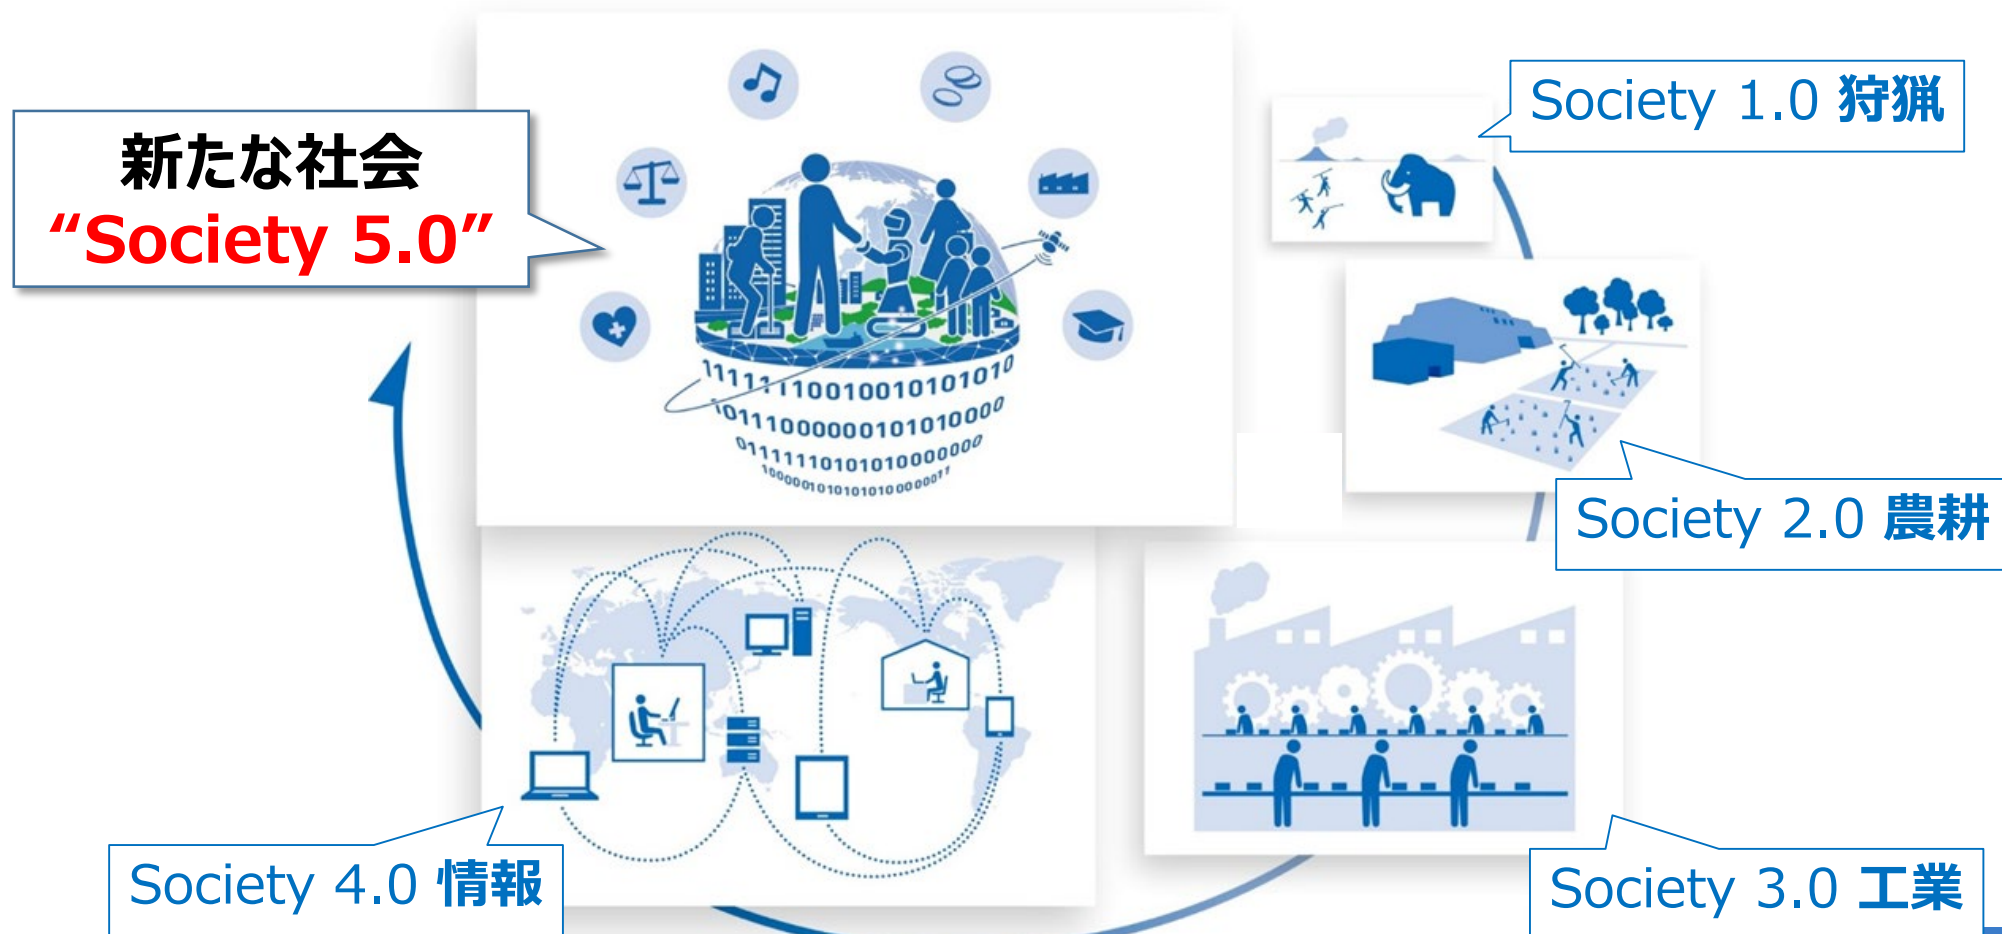 新たな社会
“Society 5.0”
Society 1.0 狩猟
Society 2.0 農耕
Society 3.0 工業
Society 4.0 情報
1111111001001010101010